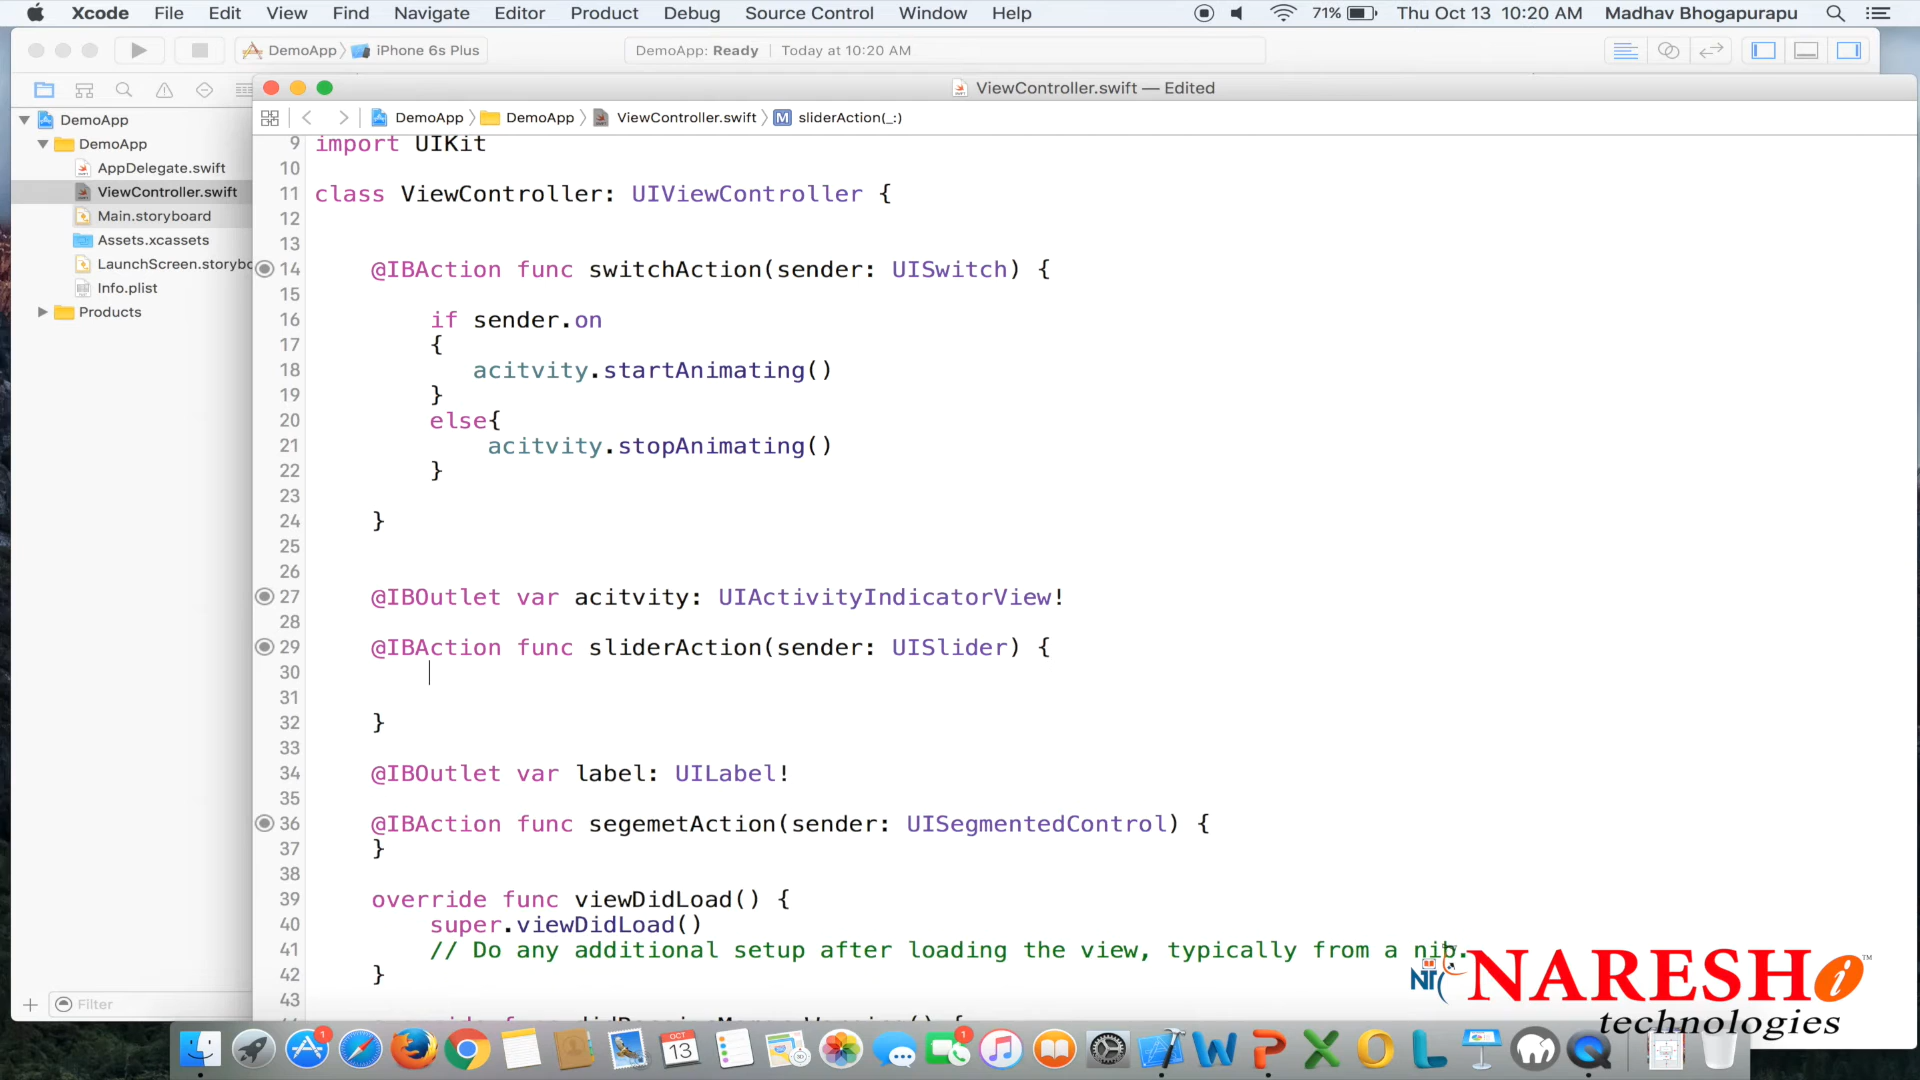 Xcode File Edit View Find Navigate Editor Product Debug Source Control Window Help 71% Thu Oct 13 10:20 AM Madhav Bhogapurapu
DemoApp iPhone 6s Plus DemoApp: Ready Today at 10:20 AM
ViewController.swift — Edited
DemoApp DemoApp ViewController.swift M sliderAction(_:)
DemoApp
DemoApp
AppDelegate.swift
ViewController.swift
Main.storyboard
Assets.xcassets
LaunchScreen.storybo
Info.plist
Products
Filter
9 import UIKit
10
11 class ViewController: UIViewController {
12
13
14 @IBAction func switchAction(sender: UISwitch) {
15
16 if sender.on
17 {
18 acitvity.startAnimating()
19 }
20 else{
21 acitvity.stopAnimating()
22 }
23
24 }
25
26
27 @IBOutlet var acitvity: UIActivityIndicatorView!
28
29 @IBAction func sliderAction(sender: UISlider) {
30
31
32 }
33
34 @IBOutlet var label: UILabel!
35
36 @IBAction func segemetAction(sender: UISegmentedControl) {
37 }
38
39 override func viewDidLoad() {
40 super.viewDidLoad()
41 // Do any additional setup after loading the view, typically from a nib.
42 }
43
NARESH i ™
technologies
OCT
13
1
1